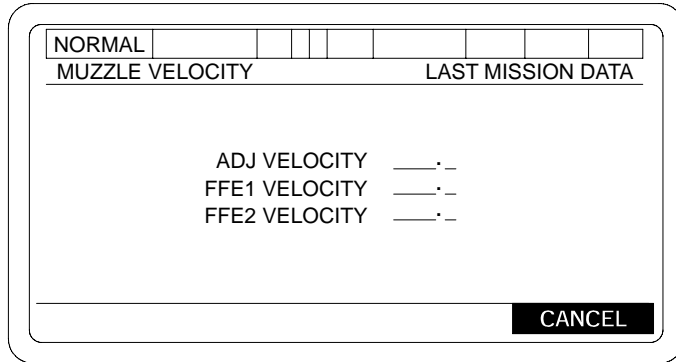 NORMAL
MUZZLE VELOCITY LAST MISSION DATA
ADJ VELOCITY ___._
FFE1 VELOCITY ___._
FFE2 VELOCITY ___._
CANCEL